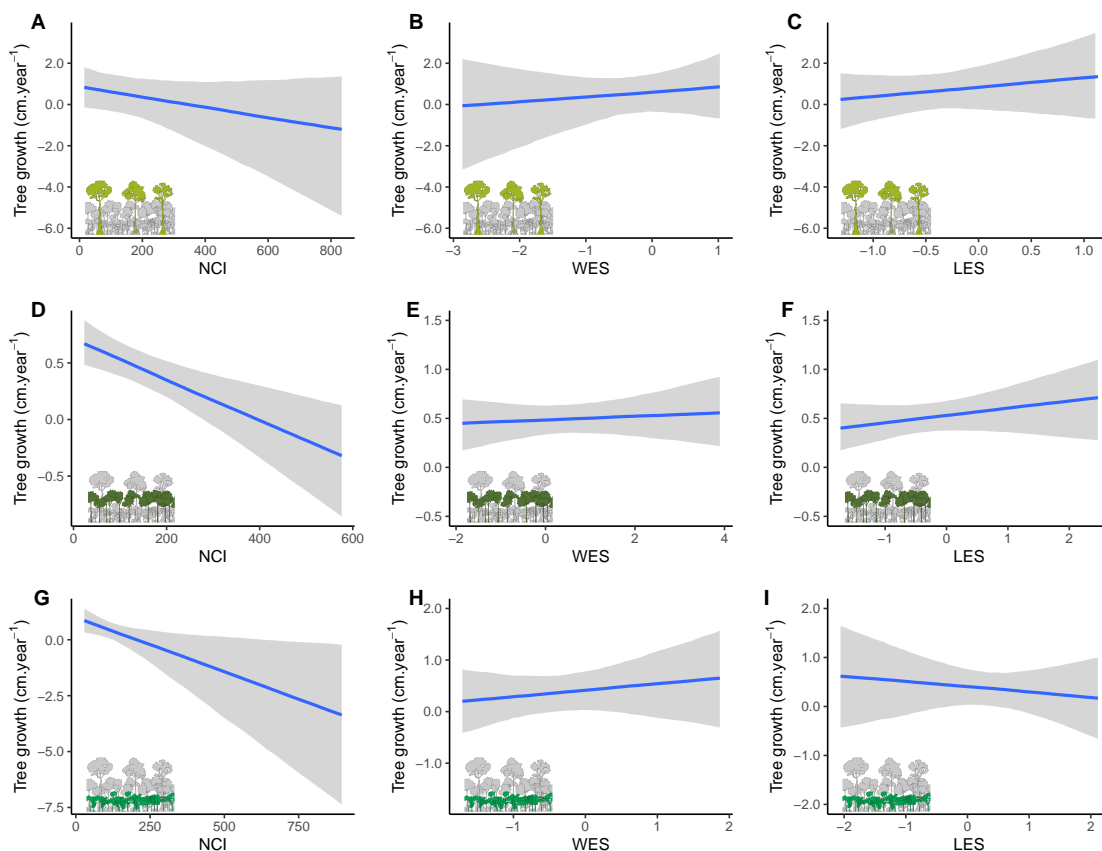 A
Tree growth (cm.year⁻¹)
2.0
0.0
−2.0
−4.0
−6.0
0 200 400 600 800
NCI
B
Tree growth (cm.year⁻¹)
2.0
0.0
−2.0
−4.0
−6.0
−3 −2 −1 0 1
WES
C
Tree growth (cm.year⁻¹)
2.0
0.0
−2.0
−4.0
−6.0
−1.0 −0.5 0.0 0.5 1.0
LES
D
Tree growth (cm.year⁻¹)
0.5
0.0
−0.5
0 200 400 600
NCI
E
Tree growth (cm.year⁻¹)
1.5
1.0
0.5
0.0
−0.5
−2 0 2 4
WES
F
Tree growth (cm.year⁻¹)
1.5
1.0
0.5
0.0
−0.5
−1 0 1 2
LES
G
Tree growth (cm.year⁻¹)
0.0
−2.5
−5.0
−7.5
0 250 500 750
NCI
H
Tree growth (cm.year⁻¹)
2.0
1.0
0.0
−1.0
−1 0 1 2
WES
I
Tree growth (cm.year⁻¹)
2.0
1.0
0.0
−1.0
−2.0
−2 −1 0 1 2
LES